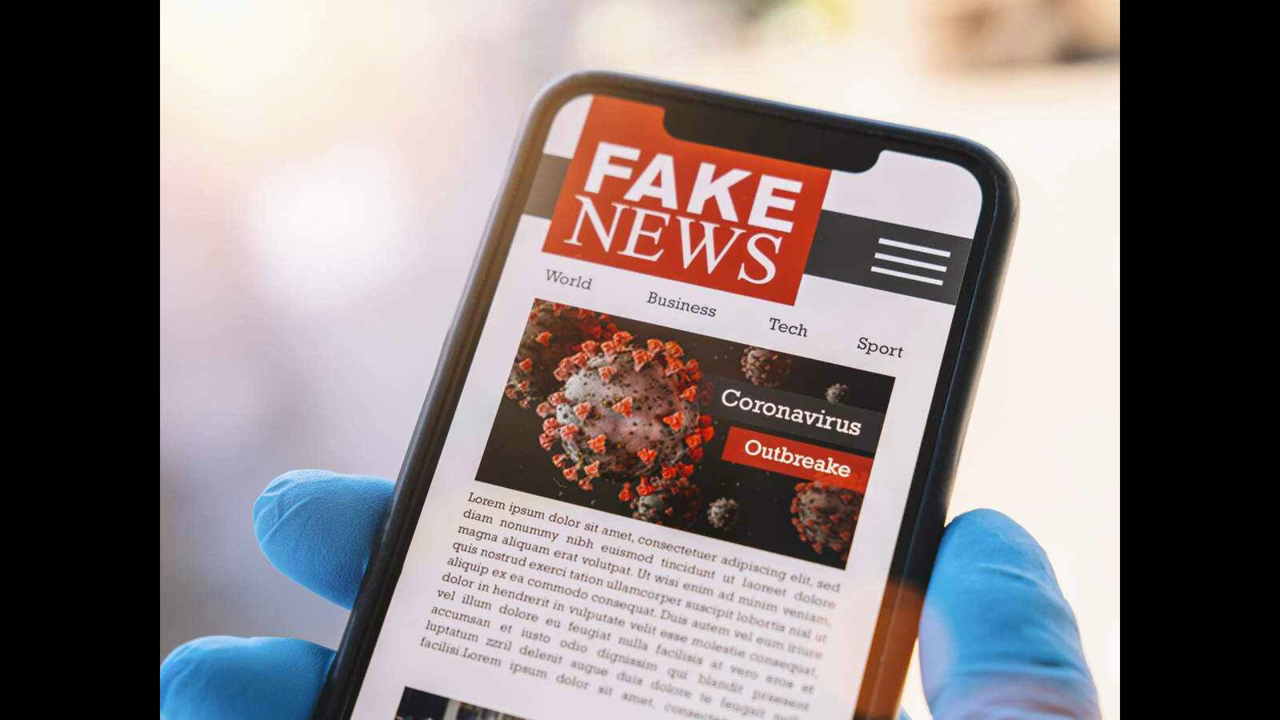 FAKE
NEWS
World Business Tech Sport
Coronavirus
Outbreake
Lorem ipsum dolor sit amet, consectetuer adipiscing elit, sed
diam nonummy nibh euismod tincidunt ut laoreet dolore
magna aliquam erat volutpat. Ut wisi enim ad minim veniam,
quis nostrud exerci tation ullamcorper suscipit lobortis nisl ut
aliquip ex ea commodo consequat. Duis autem vel eum iriure
dolor in hendrerit in vulputate velit esse molestie consequat,
vel illum dolore eu feugiat nulla facilisis at vero eros et
accumsan et iusto odio dignissim qui blandit praesent
luptatum zzril delenit augue duis dolore te feugait
facilisi.Lorem ipsum dolor sit amet,